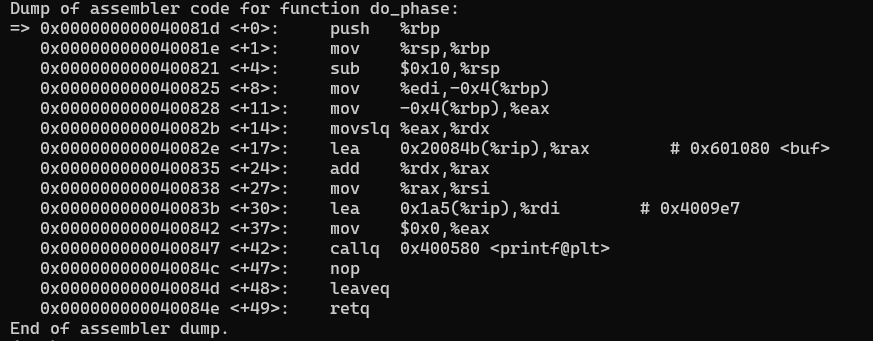 Dump of assembler code for function do_phase:
=> 0x000000000040081d <+0>:     push   %rbp
   0x000000000040081e <+1>:     mov    %rsp,%rbp
   0x0000000000400821 <+4>:     sub    $0x10,%rsp
   0x0000000000400825 <+8>:     mov    %edi,-0x4(%rbp)
   0x0000000000400828 <+11>:    mov    -0x4(%rbp),%eax
   0x000000000040082b <+14>:    movslq %eax,%rdx
   0x000000000040082e <+17>:    lea    0x20084b(%rip),%rax        # 0x601080 <buf>
   0x0000000000400835 <+24>:    add    %rdx,%rax
   0x0000000000400838 <+27>:    mov    %rax,%rsi
   0x000000000040083b <+30>:    lea    0x1a5(%rip),%rdi        # 0x4009e7
   0x0000000000400842 <+37>:    mov    $0x0,%eax
   0x0000000000400847 <+42>:    callq  0x400580 <printf@plt>
   0x000000000040084c <+47>:    nop
   0x000000000040084d <+48>:    leaveq
   0x000000000040084e <+49>:    retq
End of assembler dump.